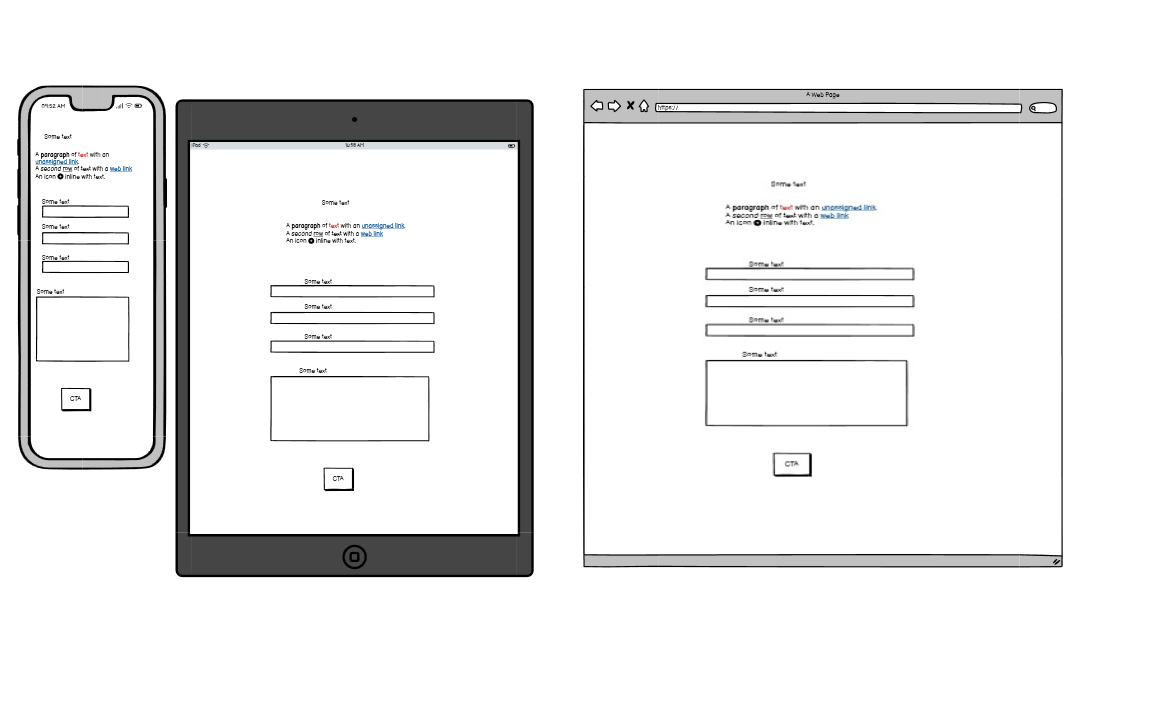 09:52 AM
Some text
A paragraph of text with an
unassigned link.
A second row of text with a web link
An icon inline with text.
Some text
Some text
Some text
Some text
CTA
iPad
10:58 AM
Some text
A paragraph of text with an unassigned link.
A second row of text with a web link
An icon inline with text.
Some text
Some text
Some text
Some text
CTA
A Web Page
https://
Some text
A paragraph of text with an unassigned link.
A second row of text with a web link
An icon inline with text.
Some text
Some text
Some text
Some text
CTA